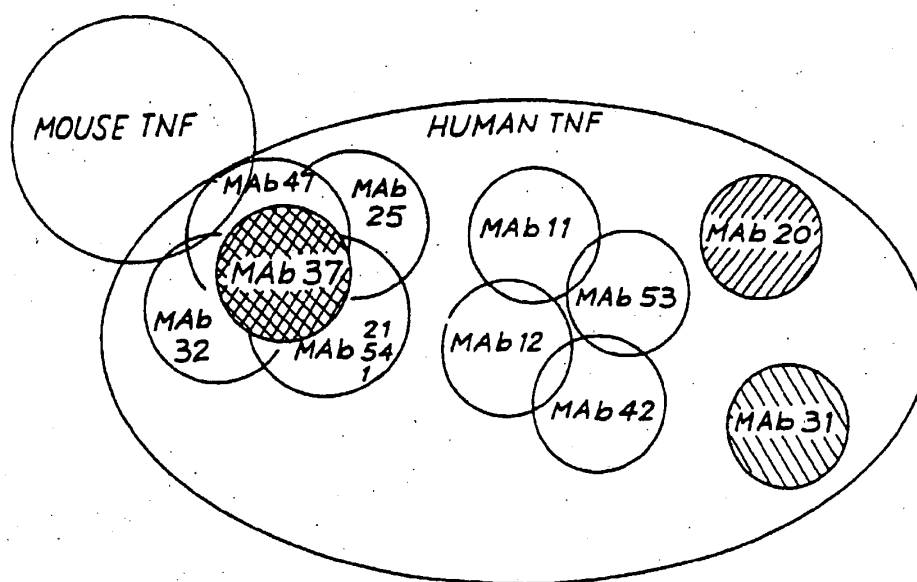 MOUSE TNF
HUMAN TNF
MAb 47
MAb
25
MAb 37
MAb
32
MAb 21
54
1
MAb 11
MAb 12
MAb 53
MAb 42
MAb 20
MAb 31